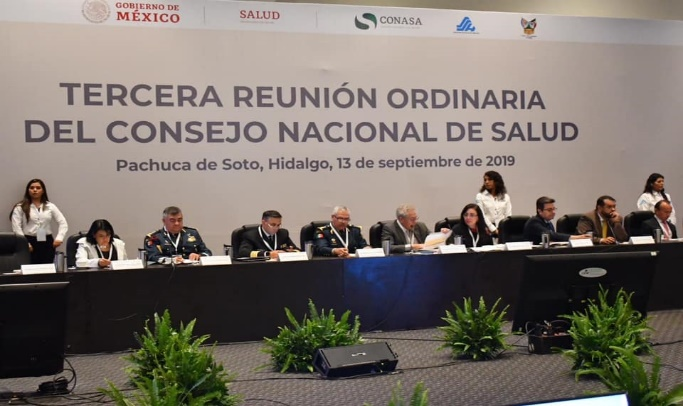 GOBIERNO DE
MÉXICO
SALUD
CONASA
TERCERA REUNIÓN ORDINARIA
DEL CONSEJO NACIONAL DE SALUD
Pachuca de Soto, Hidalgo, 13 de septiembre de 2019